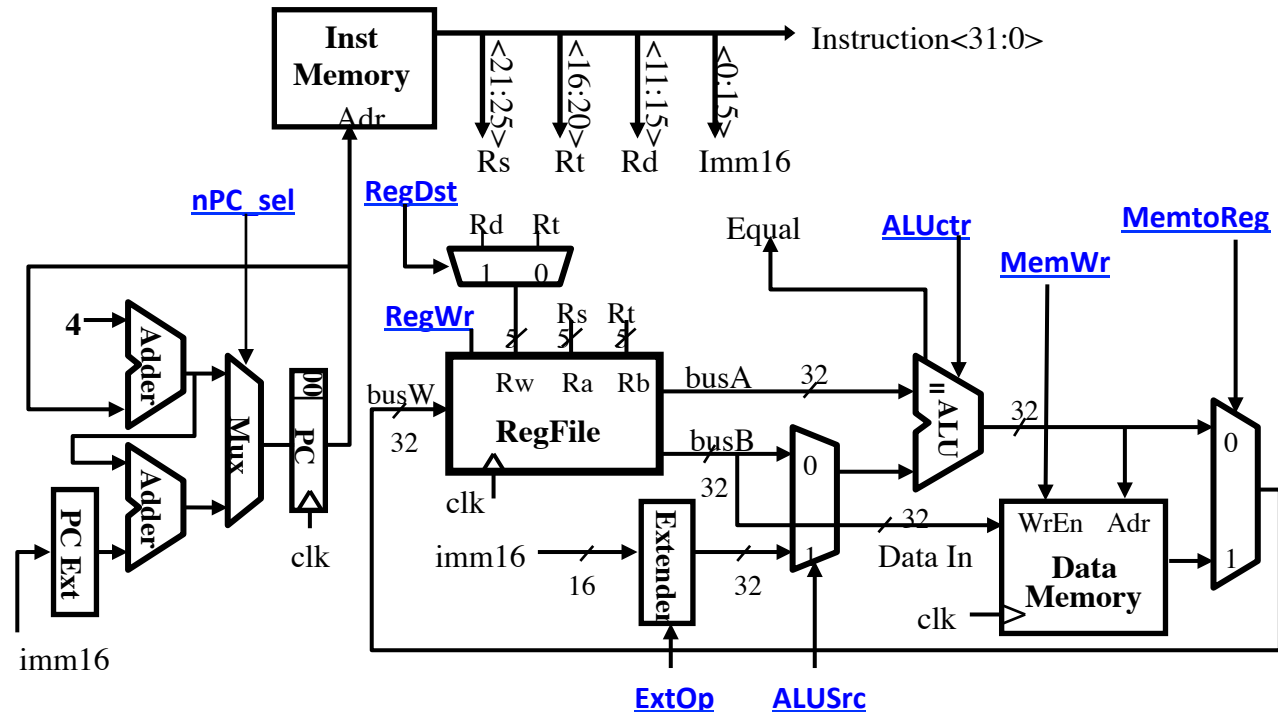 Inst
Memory
Adr
Instruction<31:0>
<21:25>
<16:20>
<11:15>
<0:15>
Rs
Rt
Rd
Imm16
nPC_sel
RegDst
Rd
Rt
1
0
Equal
ALUctr
MemtoReg
MemWr
4
Adder
RegWr
5
Rs
5
Rt
5
Rw
Ra
Rb
busW
32
RegFile
clk
busA
32
busB
32
0
1
=
ALU
32
0
1
Mux
00
PC
clk
Adder
PC Ext
imm16
imm16
16
Extender
32
32
Data In
WrEn
Adr
Data
Memory
clk
ExtOp
ALUSrc